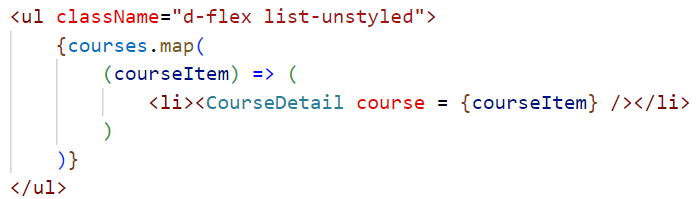 <ul className="d-flex list-unstyled">
    {courses.map(
        (courseItem) => (
            <li><CourseDetail course = {courseItem} /></li>
        )
    )}
</ul>